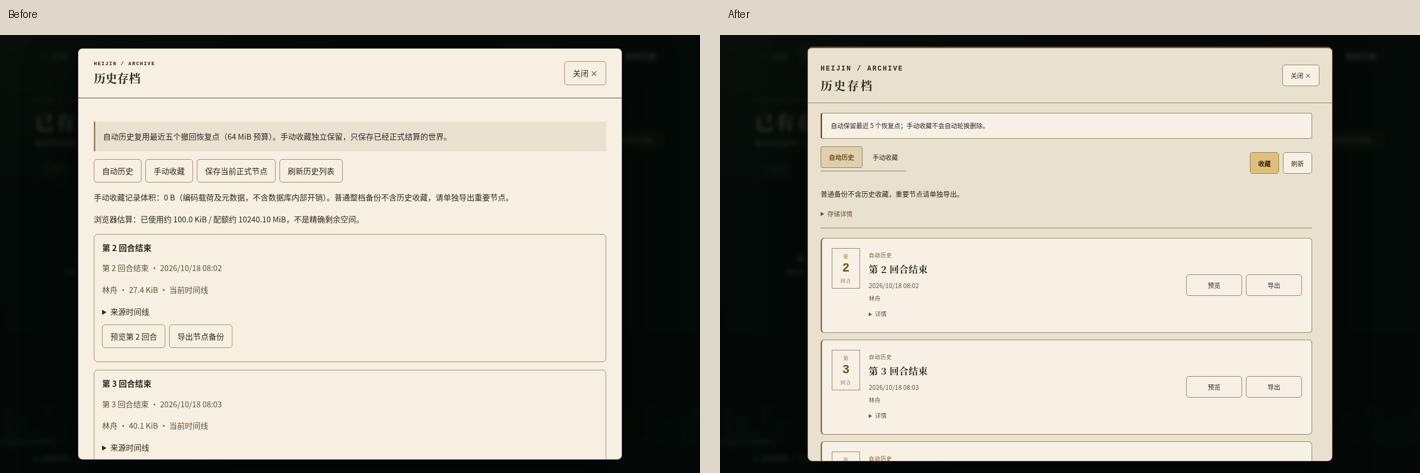 Before
HEIJIN / ARCHIVE
历史存档
关闭 ×
自动历史复用最近五个撤回恢复点（64 MiB 预算）。手动收藏独立保留，只保存已经正式结算的世界。
自动历史
手动收藏
保存当前正式节点
刷新历史列表
手动收藏记录体积：0 B（编码载荷及元数据，不含数据库内部开销）。普通整档备份不含历史收藏，请单独导出重要节点。
浏览器估算：已使用约 100.0 KiB / 配额约 10240.10 MiB，不是精确剩余空间。
第 2 回合结束
第 2 回合结束 · 2026/10/18 08:02
林舟 · 27.4 KiB · 当前时间线
▶ 来源时间线
预览第 2 回合
导出节点备份
第 3 回合结束
第 3 回合结束 · 2026/10/18 08:03
林舟 · 40.1 KiB · 当前时间线
▶ 来源时间线
After
HEIJIN / ARCHIVE
历史存档
关闭 ×
自动保留最近 5 个恢复点；手动收藏不会自动轮换删除。
自动历史
手动收藏
收藏
刷新
普通备份不含历史收藏，重要节点请单独导出。
▶ 存储详情
第
2
回合
自动历史
第 2 回合结束
2026/10/18 08:02
林舟
▶ 详情
预览
导出
第
3
回合
自动历史
第 3 回合结束
2026/10/18 08:03
林舟
▶ 详情
预览
导出
第
自动历史